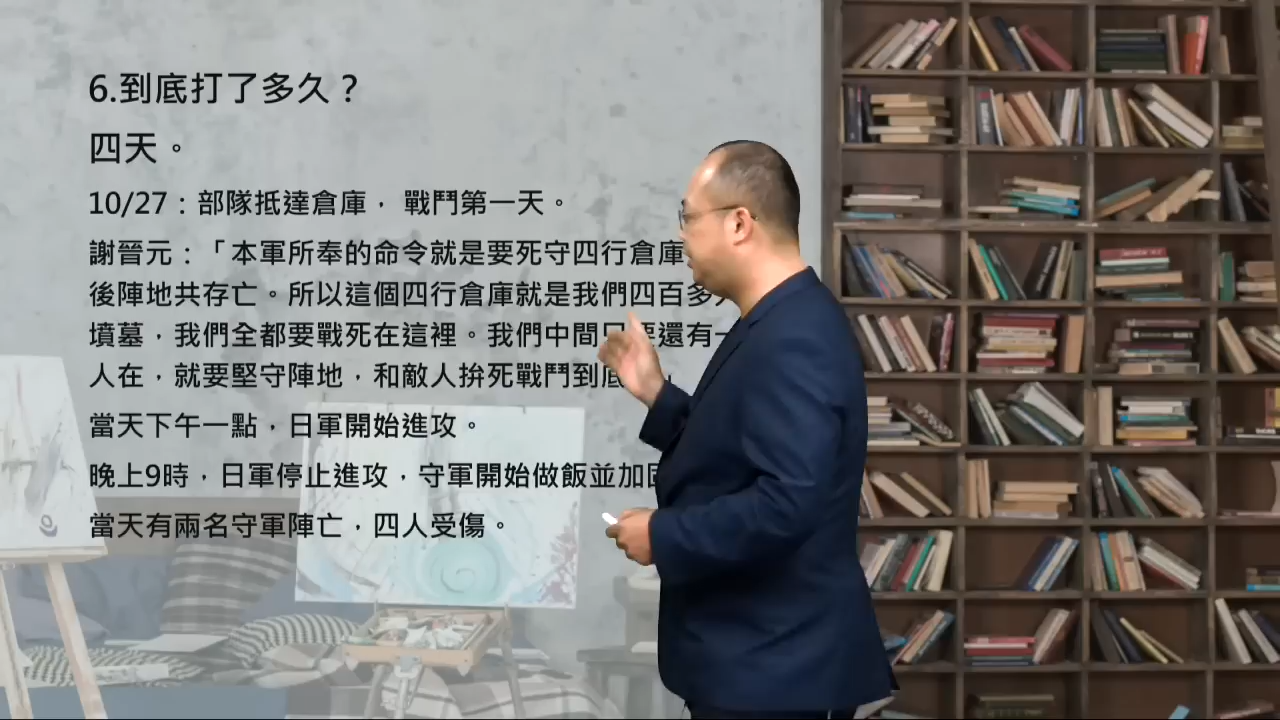 6.到底打了多久？
四天。
10/27：部隊抵達倉庫， 戰鬥第一天。
謝晉元：「本軍所奉的命令就是要死守四行倉庫
後陣地共存亡。所以這個四行倉庫就是我們四百多
墳墓，我們全都要戰死在這裡。我們中間只要還有一
人在，就要堅守陣地，和敵人拚死戰鬥到底
當天下午一點，日軍開始進攻。
晚上9時，日軍停止進攻，守軍開始做飯並加固
當天有兩名守軍陣亡，四人受傷。